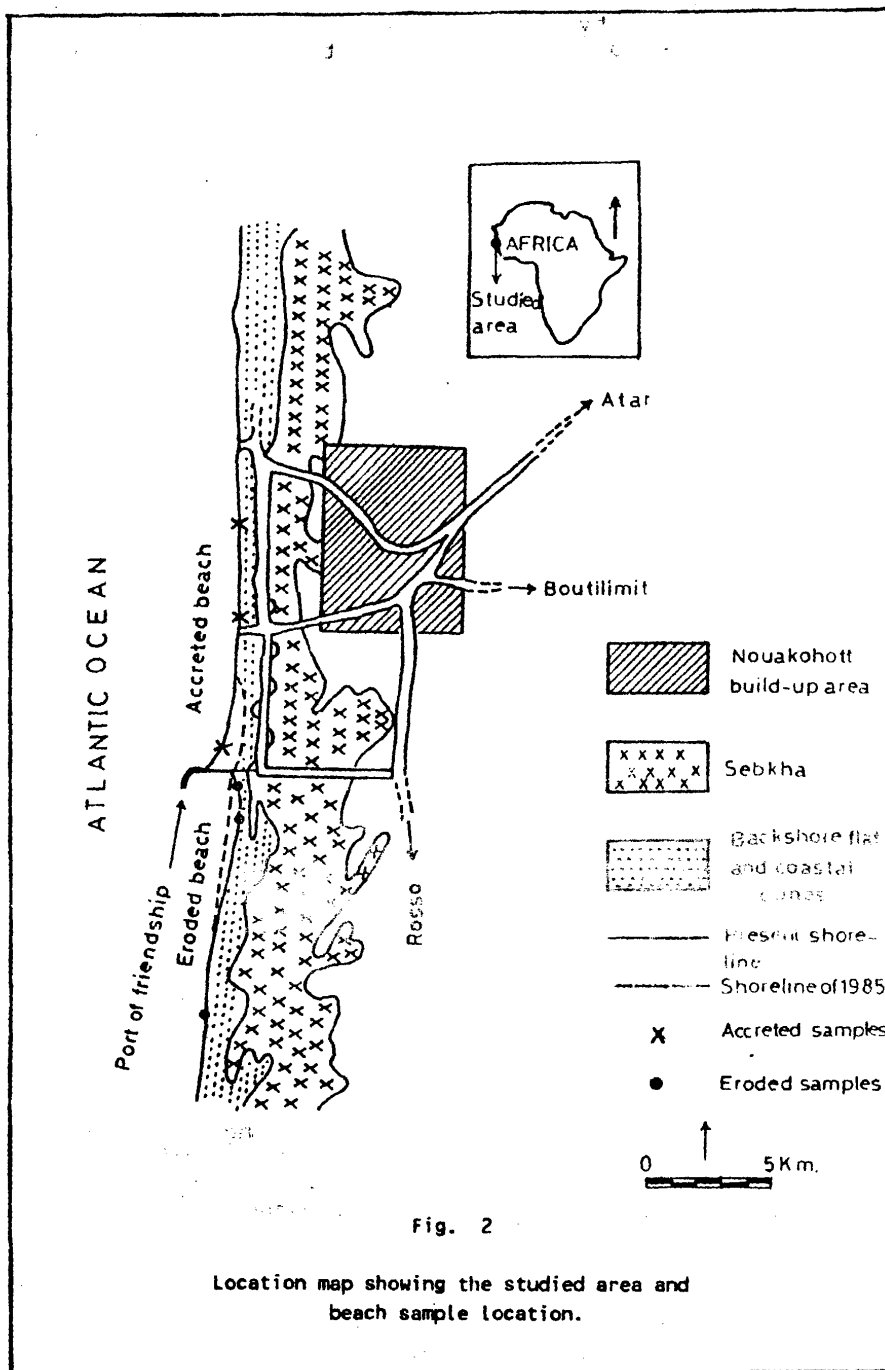 AFRICA
Studied
area
Atar
Boutilimit
Rosso
ATLANTIC OCEAN
Accreted beach
Eroded beach
Port of friendship
Nouakohott
build-up area
Sebkha
Backshore flat
and coastal
dunes
Present shore-
line
Shoreline of 1985
Accreted samples
Eroded samples
0 5 Km.
Fig. 2
Location map showing the studied area and
beach sample location.